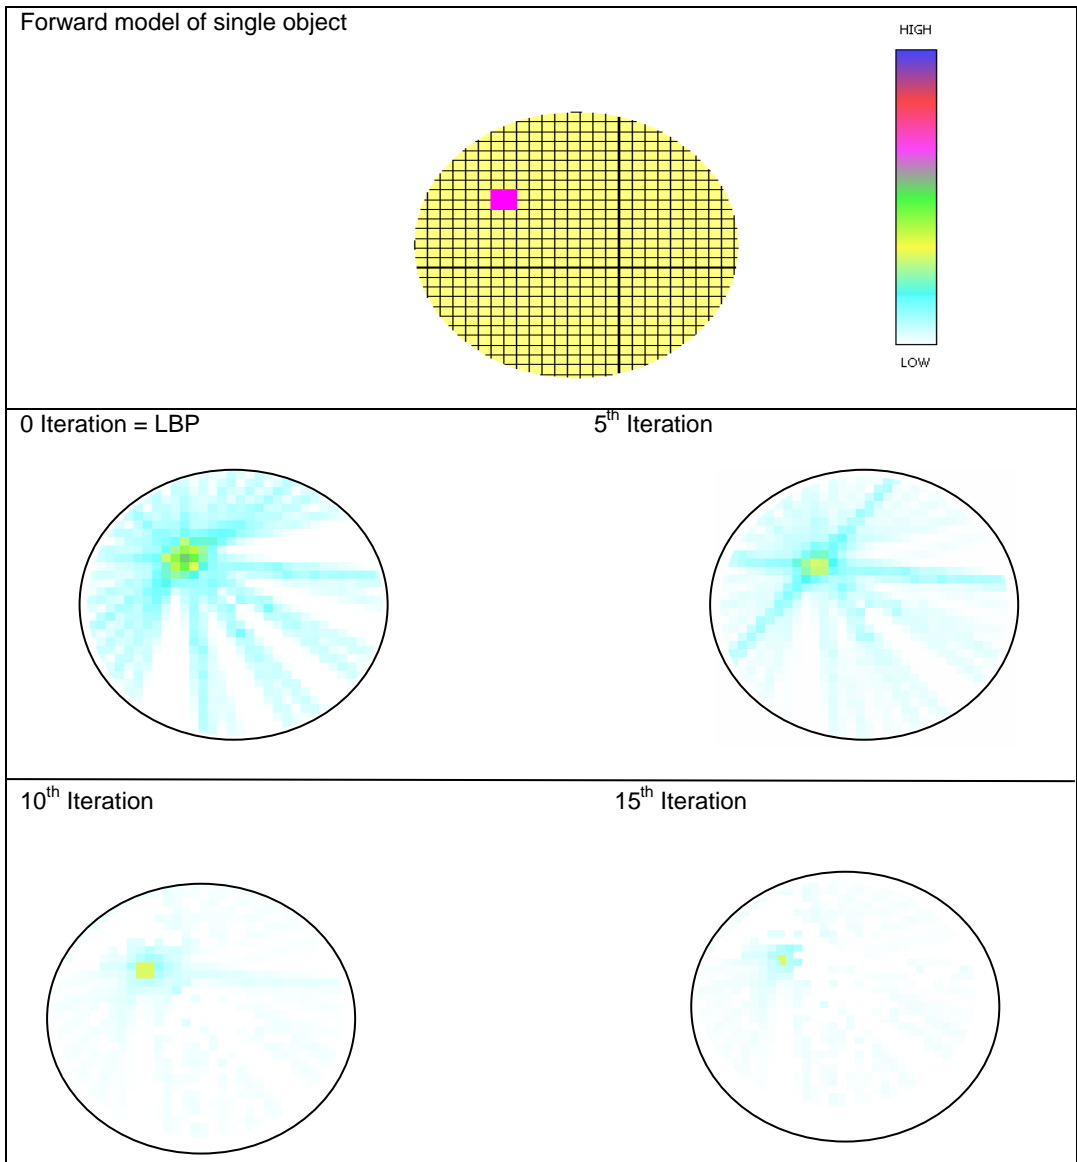 Forward model of single object
HIGH
LOW
0 Iteration = LBP
5th Iteration
10th Iteration
15th Iteration